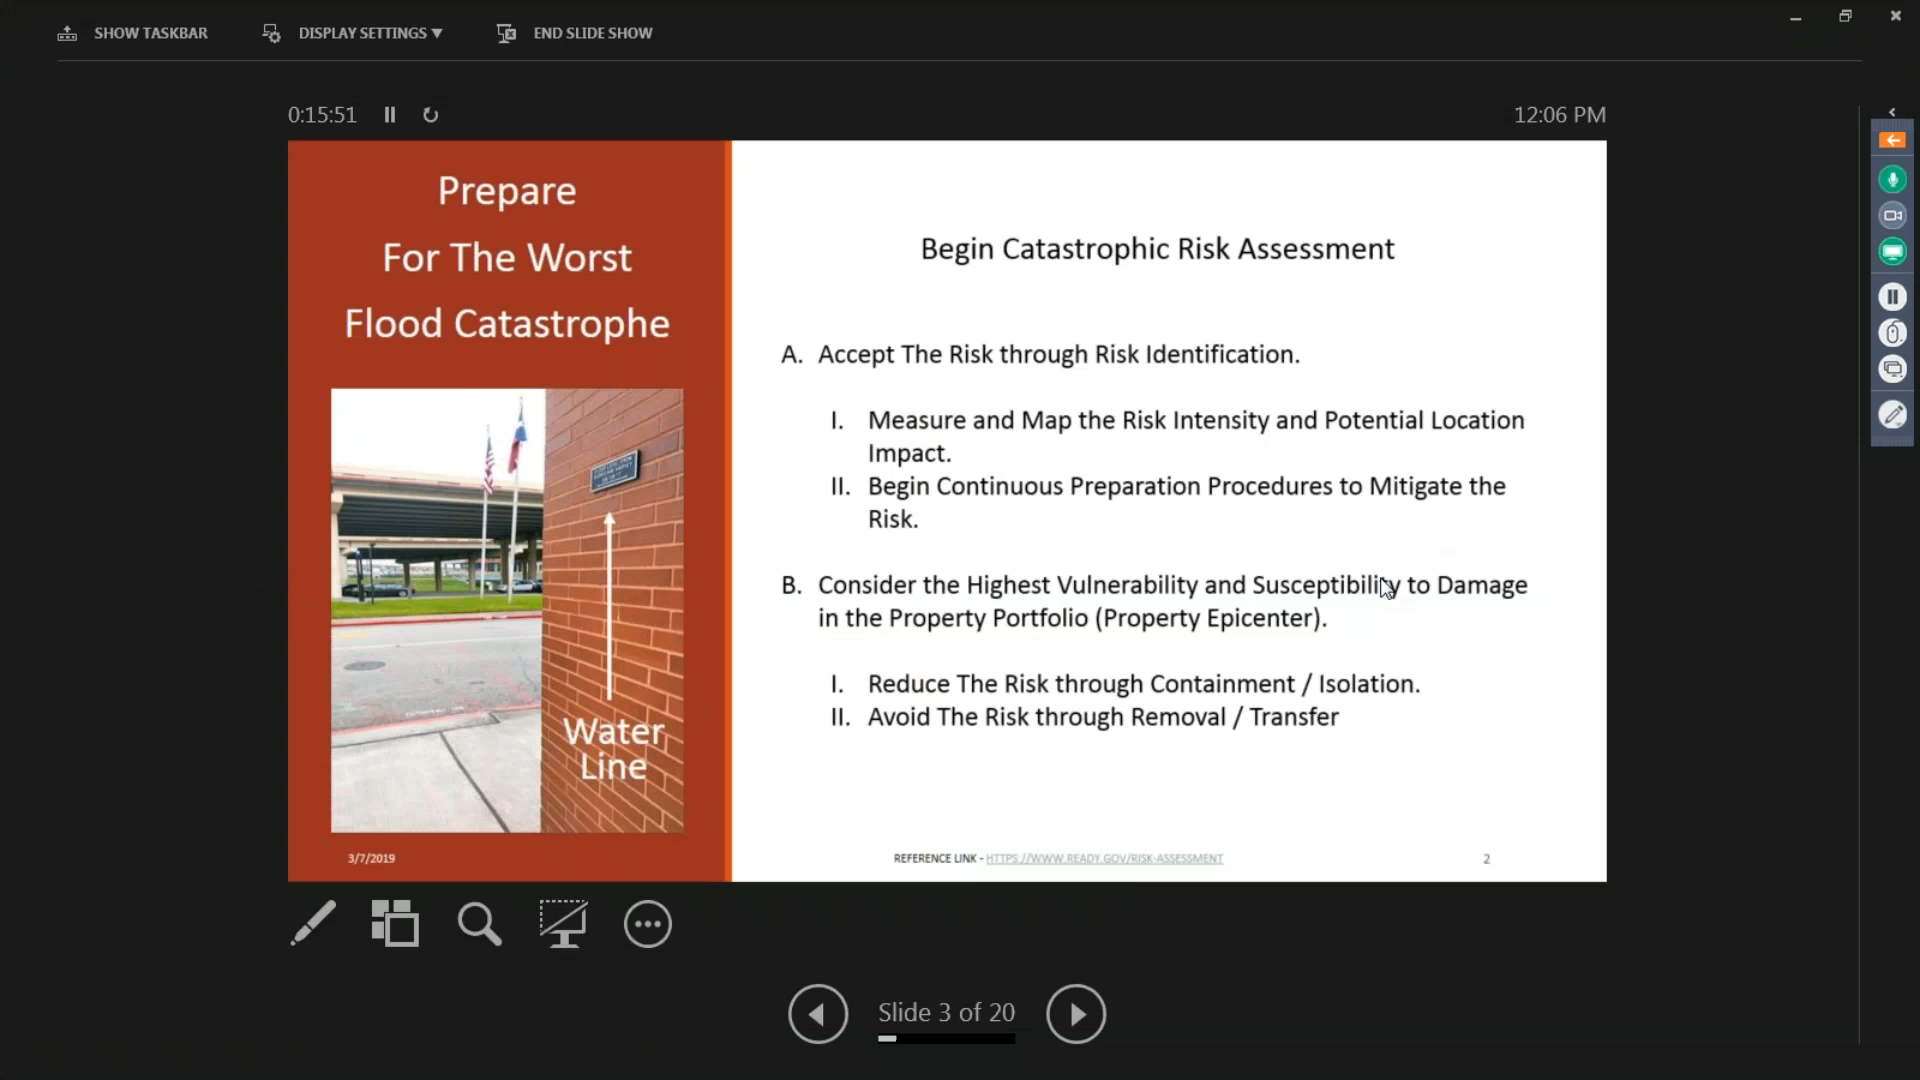 SHOW TASKBAR
DISPLAY SETTINGS
END SLIDE SHOW
0:15:51
12:06 PM
Prepare
For The Worst
Flood Catastrophe
Water
Line
3/7/2019
Begin Catastrophic Risk Assessment
A. Accept The Risk through Risk Identification.
I. Measure and Map the Risk Intensity and Potential Location
Impact.
II. Begin Continuous Preparation Procedures to Mitigate the
Risk.
B. Consider the Highest Vulnerability and Susceptibility to Damage
in the Property Portfolio (Property Epicenter).
I. Reduce The Risk through Containment / Isolation.
II. Avoid The Risk through Removal / Transfer
REFERENCE LINK - HTTPS://WWW.READY.GOV/RISK-ASSESSMENT
2
Slide 3 of 20